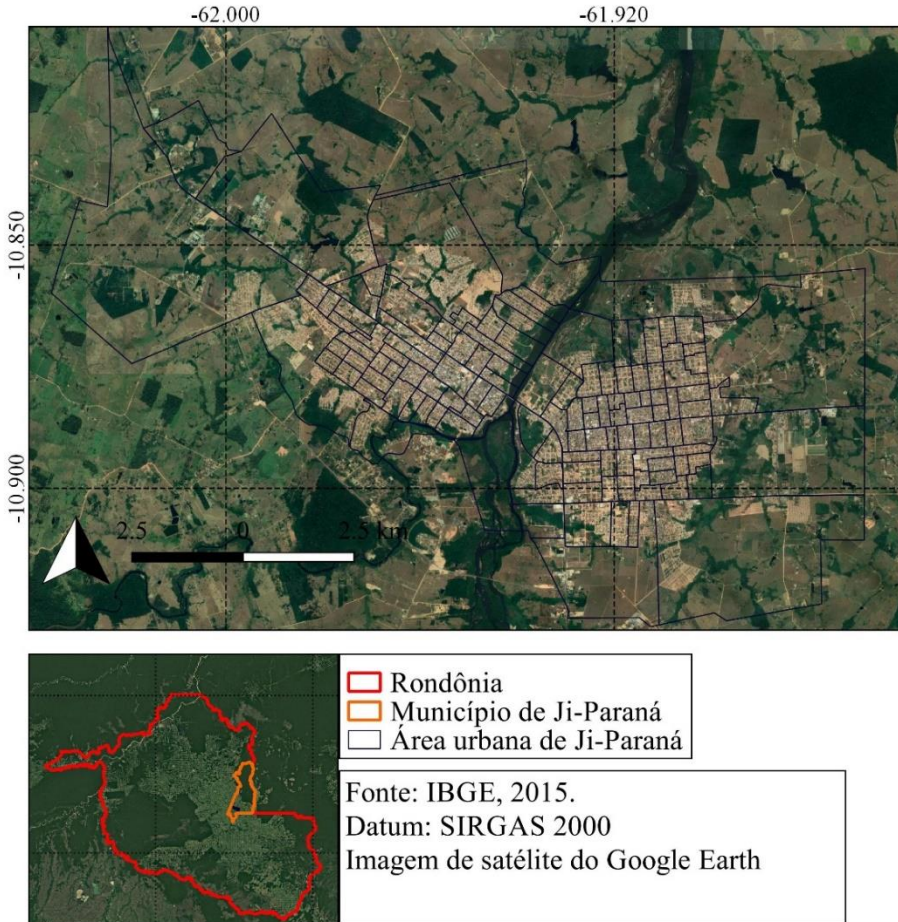 -62.000 -61.920
-10.850
-10.900
2.5 0 2.5 km
Rondônia
Município de Ji-Paraná
Área urbana de Ji-Paraná
Fonte: IBGE, 2015.
Datum: SIRGAS 2000
Imagem de satélite do Google Earth